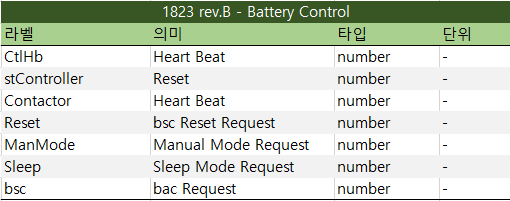 1823 rev.B - Battery Control
라벨 의미 타입 단위
CtlHb Heart Beat number -
stController Reset number -
Contactor Heart Beat number -
Reset bsc Reset Request number -
ManMode Manual Mode Request number -
Sleep Sleep Mode Request number -
bsc bac Request number -